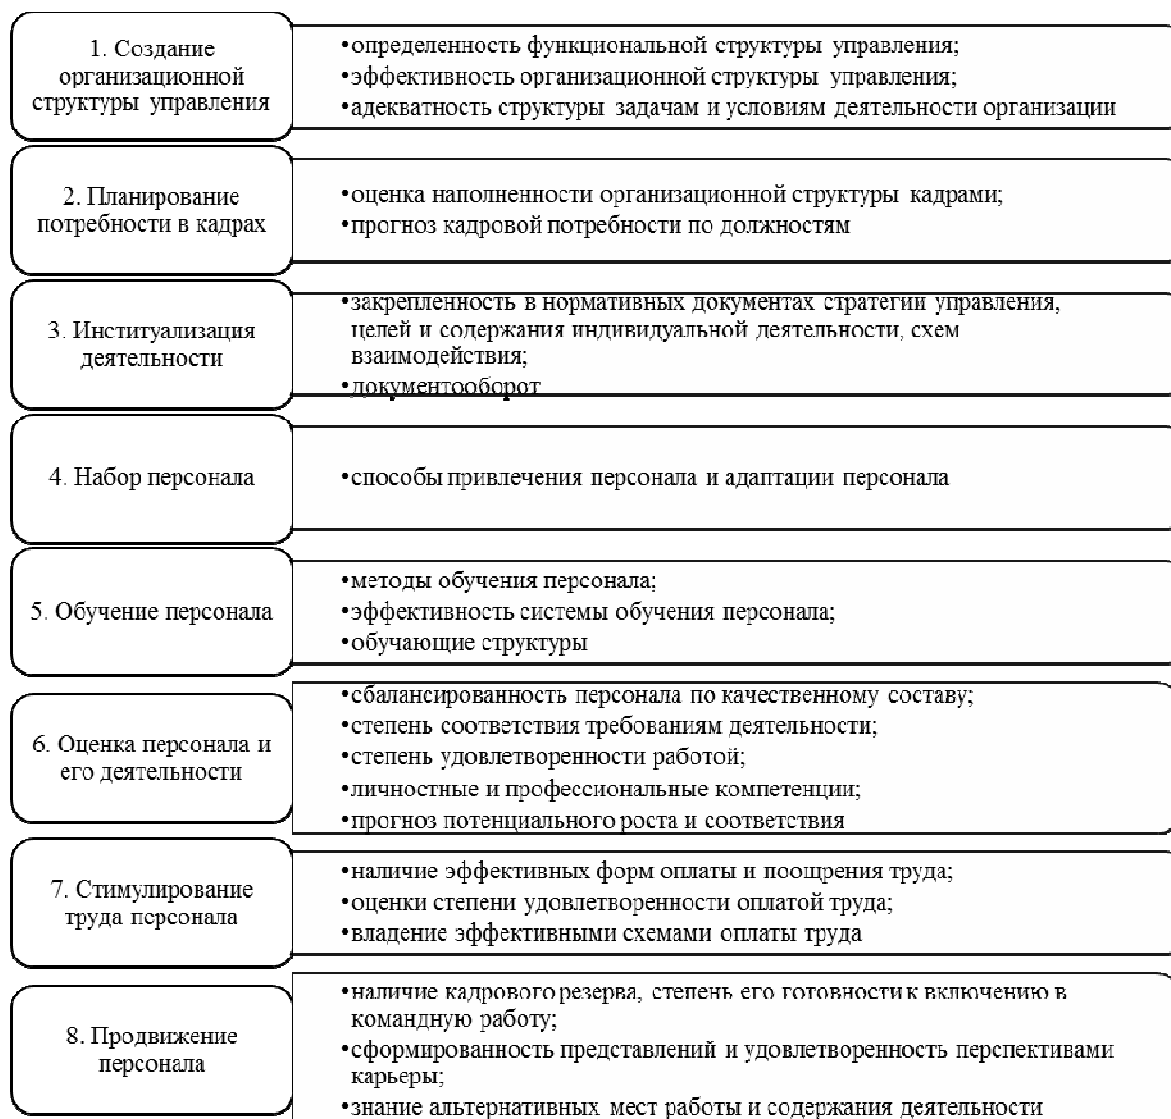 1. Создание
организационной
структуры управления
•определенность функциональной структуры управления;
•эффективность организационной структуры управления;
•адекватность структуры задачам и условиям деятельности организации
2. Планирование
потребности в кадрах
•оценка наполненности организационной структуры кадрами;
•прогноз кадровой потребности по должностям
3. Институализация
деятельности
•закрепленность в нормативных документах стратегии управления,
целей и содержания индивидуальной деятельности, схем
взаимодействия;
•документооборот
4. Набор персонала
•способы привлечения персонала и адаптации персонала
5. Обучение персонала
•методы обучения персонала;
•эффективность системы обучения персонала;
•обучающие структуры
6. Оценка персонала и
его деятельности
•сбалансированность персонала по качественному составу;
•степень соответствия требованиям деятельности;
•степень удовлетворенности работой;
•личностные и профессиональные компетенции;
•прогноз потенциального роста и соответствия
7. Стимулирование
труда персонала
•наличие эффективных форм оплаты и поощрения труда;
•оценки степени удовлетворенности оплатой труда;
•владение эффективными схемами оплаты труда
8. Продвижение
персонала
•наличие кадрового резерва, степень его готовности к включению в
командную работу;
•сформированность представлений и удовлетворенность перспективами
карьеры;
•знание альтернативных мест работы и содержания деятельности